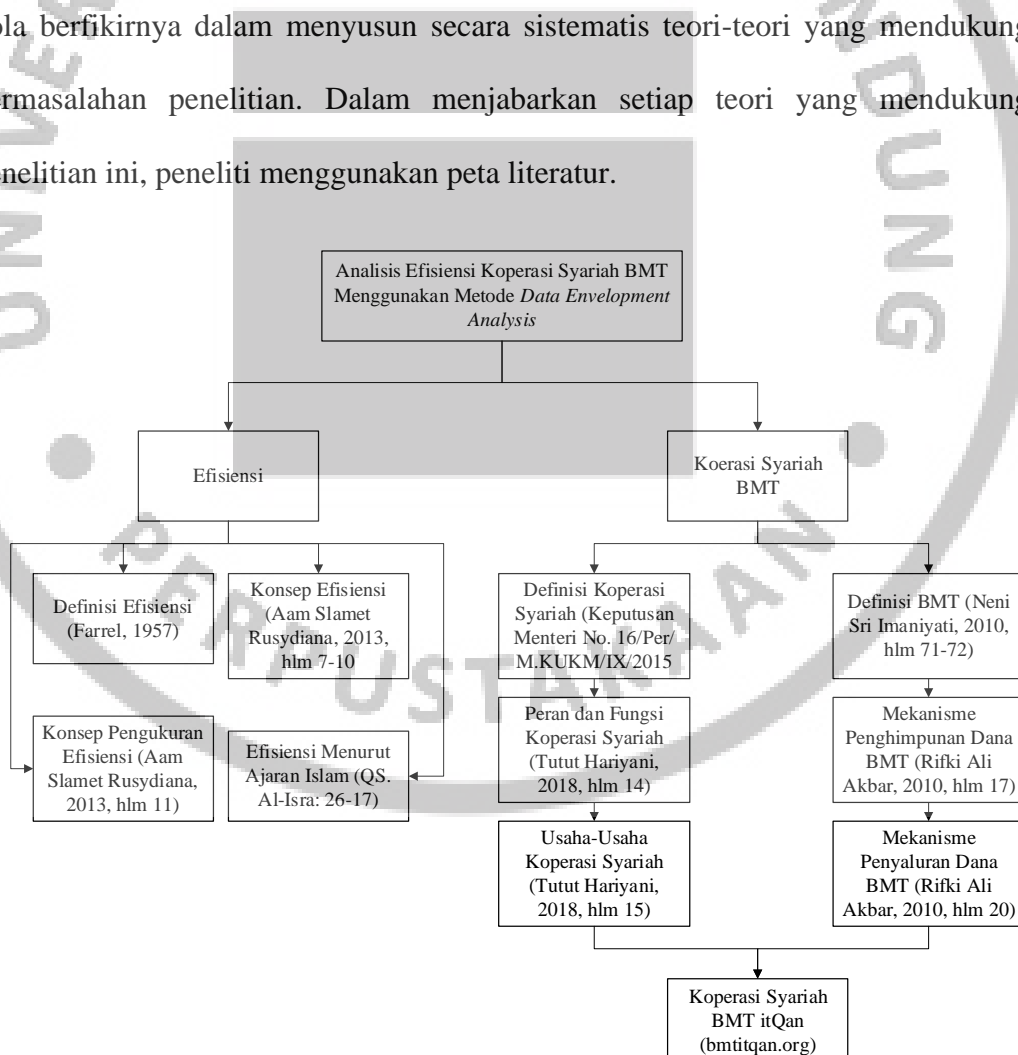 berfikirnya dalam menyusun secara sistematis teori-teori yang mendukung
permasalahan penelitian. Dalam menjabarkan setiap teori yang mendukung
penelitian ini, peneliti menggunakan peta literatur.
Analisis Efisiensi Koperasi Syariah BMT
Menggunakan Metode Data Envelopment
Analysis
Efisiensi
Koerasi Syariah
BMT
Definisi Efisiensi
(Farrel, 1957)
Konsep Efisiensi
(Aam Slamet
Rusydiana, 2013,
hlm 7-10
Definisi Koperasi
Syariah (Keputusan
Menteri No. 16/Per/
M.KUKM/IX/2015
Definisi BMT (Neni
Sri Imaniyati, 2010,
hlm 71-72)
Konsep Pengukuran
Efisiensi (Aam
Slamet Rusydiana,
2013, hlm 11)
Efisiensi Menurut
Ajaran Islam (QS.
Al-Isra: 26-17)
Peran dan Fungsi
Koperasi Syariah
(Tutut Hariyani,
2018, hlm 14)
Mekanisme
Penghimpunan Dana
BMT (Rifki Ali
Akbar, 2010, hlm 17)
Usaha-Usaha
Koperasi Syariah
(Tutut Hariyani,
2018, hlm 15)
Mekanisme
Penyaluran Dana
BMT (Rifki Ali
Akbar, 2010, hlm 20)
Koperasi Syariah
BMT itQan
(bmtitqan.org)
PERPUSTAKAAN